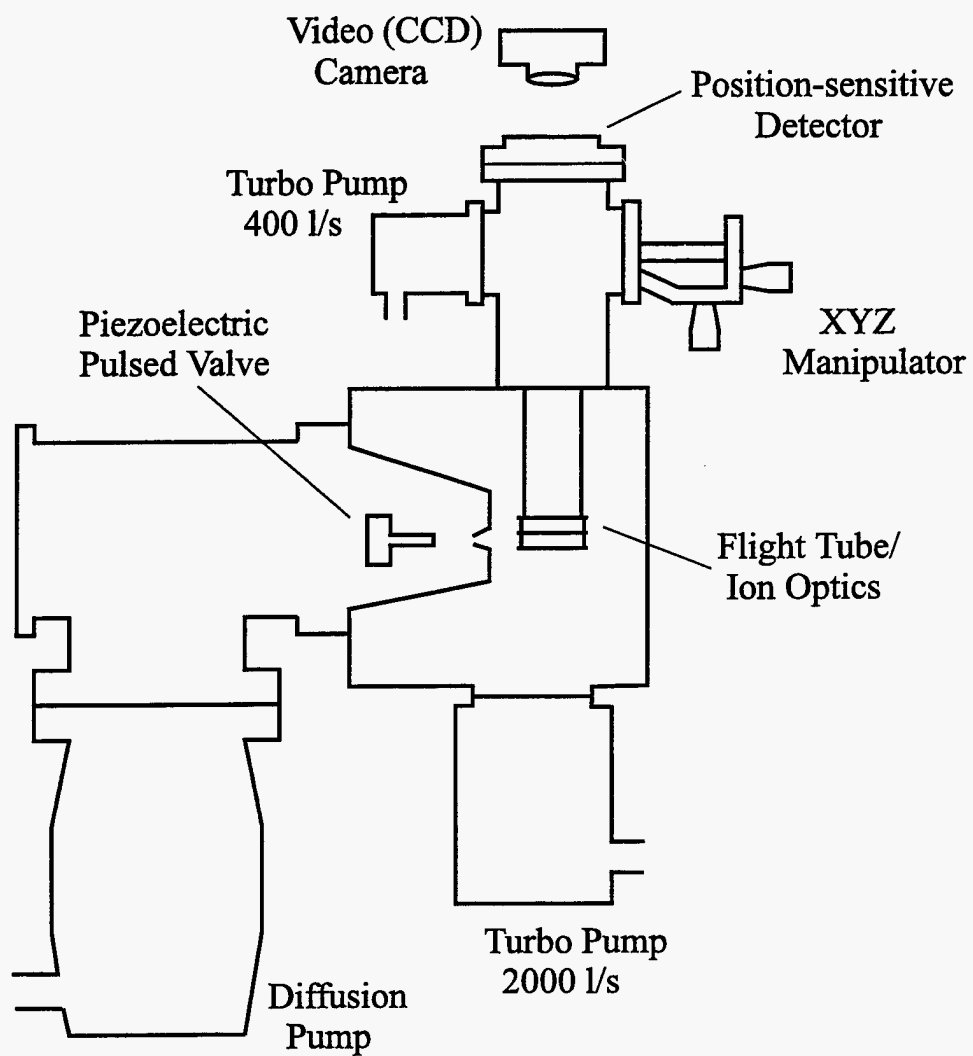 Video (CCD)
Camera
Position-sensitive
Detector
Turbo Pump
400 l/s
Piezoelectric
Pulsed Valve
XYZ
Manipulator
Flight Tube/
Ion Optics
Turbo Pump
2000 l/s
Diffusion
Pump